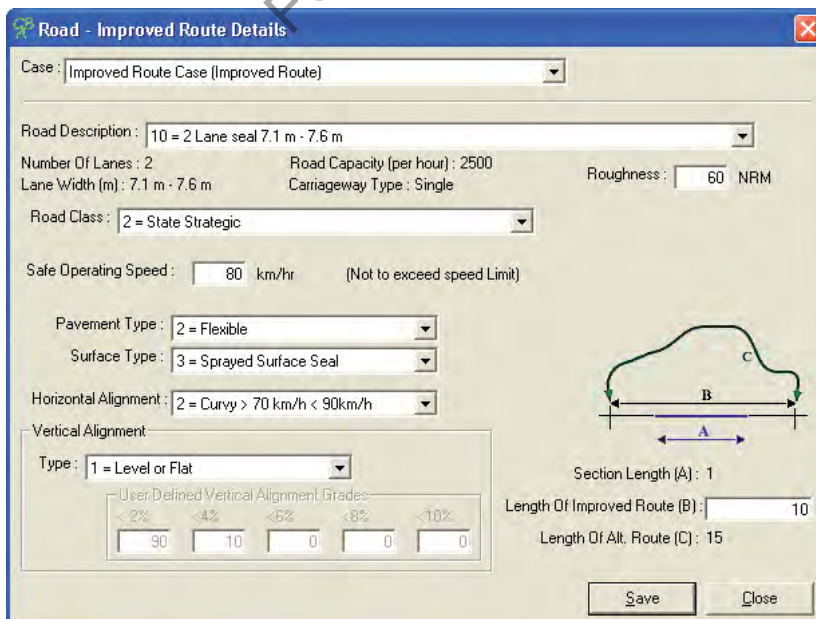 Road - Improved Route Details
Case : Improved Route Case (Improved Route)
Road Description : 10 = 2 Lane seal 7.1 m - 7.6 m
Number Of Lanes : 2 Road Capacity (per hour) : 2500
Roughness : 60 NRM
Lane Width (m) : 7.1 m - 7.6 m Carriageway Type : Single
Road Class : 2 = State Strategic
Safe Operating Speed : 80 km/hr (Not to exceed speed Limit)
Pavement Type : 2 = Flexible
Surface Type : 3 = Sprayed Surface Seal
Horizontal Alignment : 2 = Curvy > 70 km/h < 90km/h
C
B
A
Vertical Alignment
Type : 1 = Level or Flat
User Defined Vertical Alignment Grades
< 2% <4% <6% <8% <10%
90 10 0 0 0
Section Length (A) : 1
Length Of Improved Route (B) : 10
Length Of Alt. Route (C) : 15
Save Close